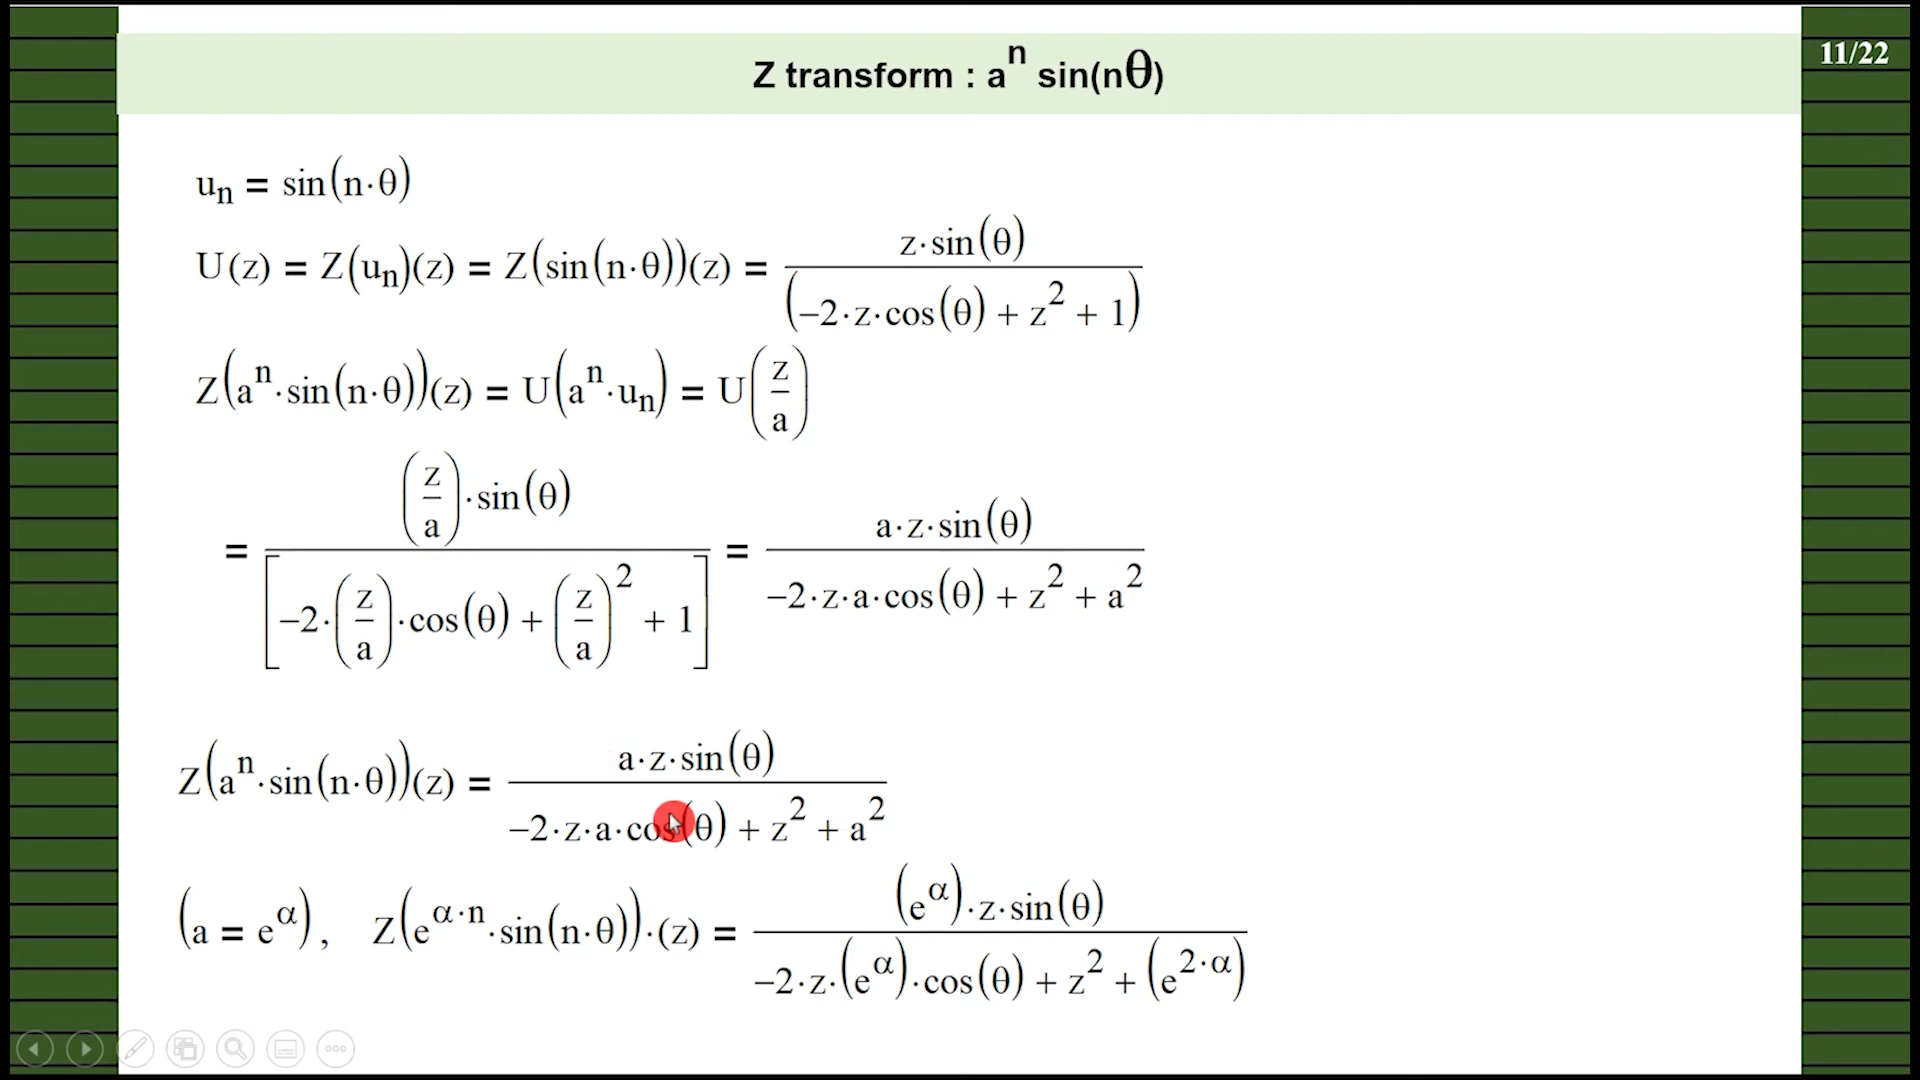 Z transform : a^n sin(nθ)
11/22
u_n = sin(n·θ)
U(z) = Z(u_n)(z) = Z(sin(n·θ))(z) = z·sin(θ) / (−2·z·cos(θ) + z^2 + 1)
Z(a^n·sin(n·θ))(z) = U(a^n·u_n) = U(z/a)
= (z/a)·sin(θ) / [−2·(z/a)·cos(θ) + (z/a)^2 + 1] = a·z·sin(θ) / −2·z·a·cos(θ) + z^2 + a^2
Z(a^n·sin(n·θ))(z) = a·z·sin(θ) / −2·z·a·cos(θ) + z^2 + a^2
(a = e^α), Z(e^(α·n)·sin(n·θ))·(z) = (e^α)·z·sin(θ) / −2·z·(e^α)·cos(θ) + z^2 + (e^(2·α))